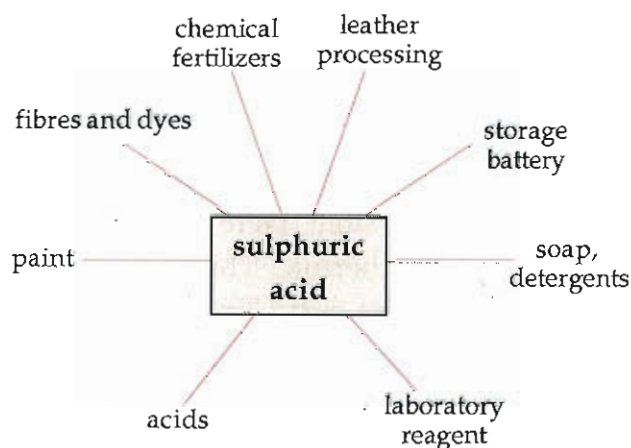 chemical
fertilizers
leather
processing
fibres and dyes
storage
battery
paint
sulphuric
acid
soap,
detergents
acids
laboratory
reagent